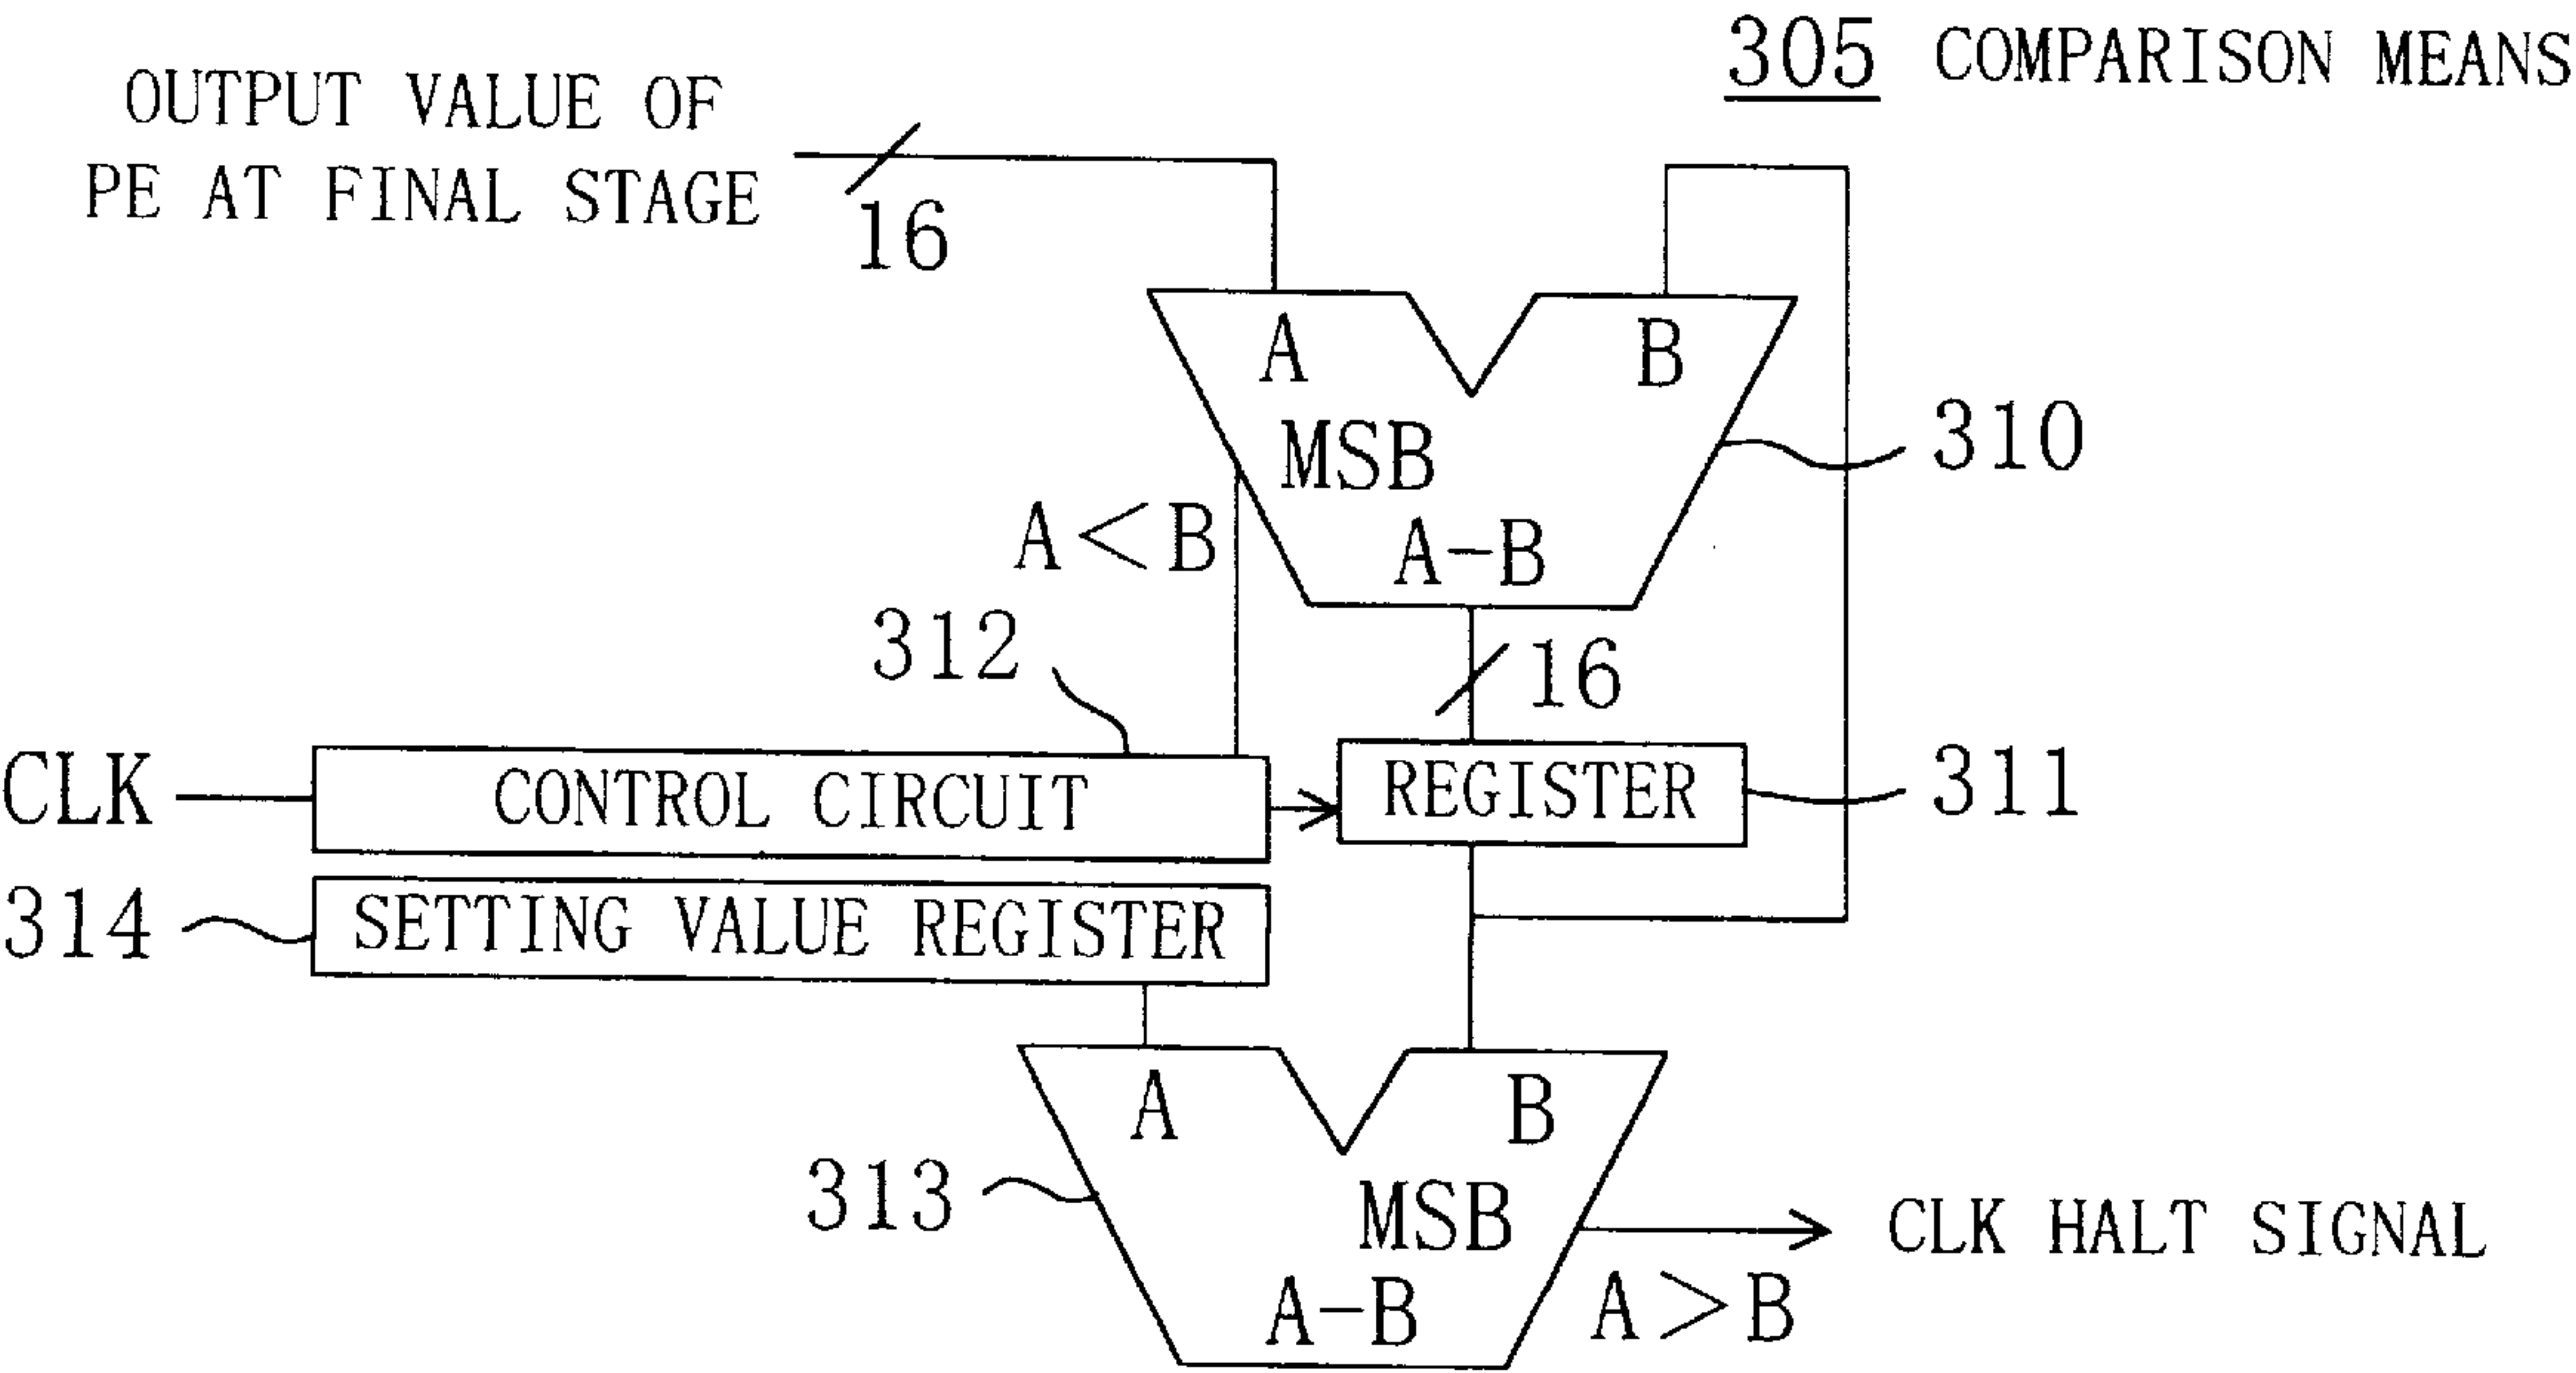 305 COMPARISON MEANS
OUTPUT VALUE OF
PE AT FINAL STAGE
16
A
B
MSB
310
A<B
A-B
312
16
CLK
CONTROL CIRCUIT
REGISTER
311
314
SETTING VALUE REGISTER
A
B
313
MSB
CLK HALT SIGNAL
A-B
A>B